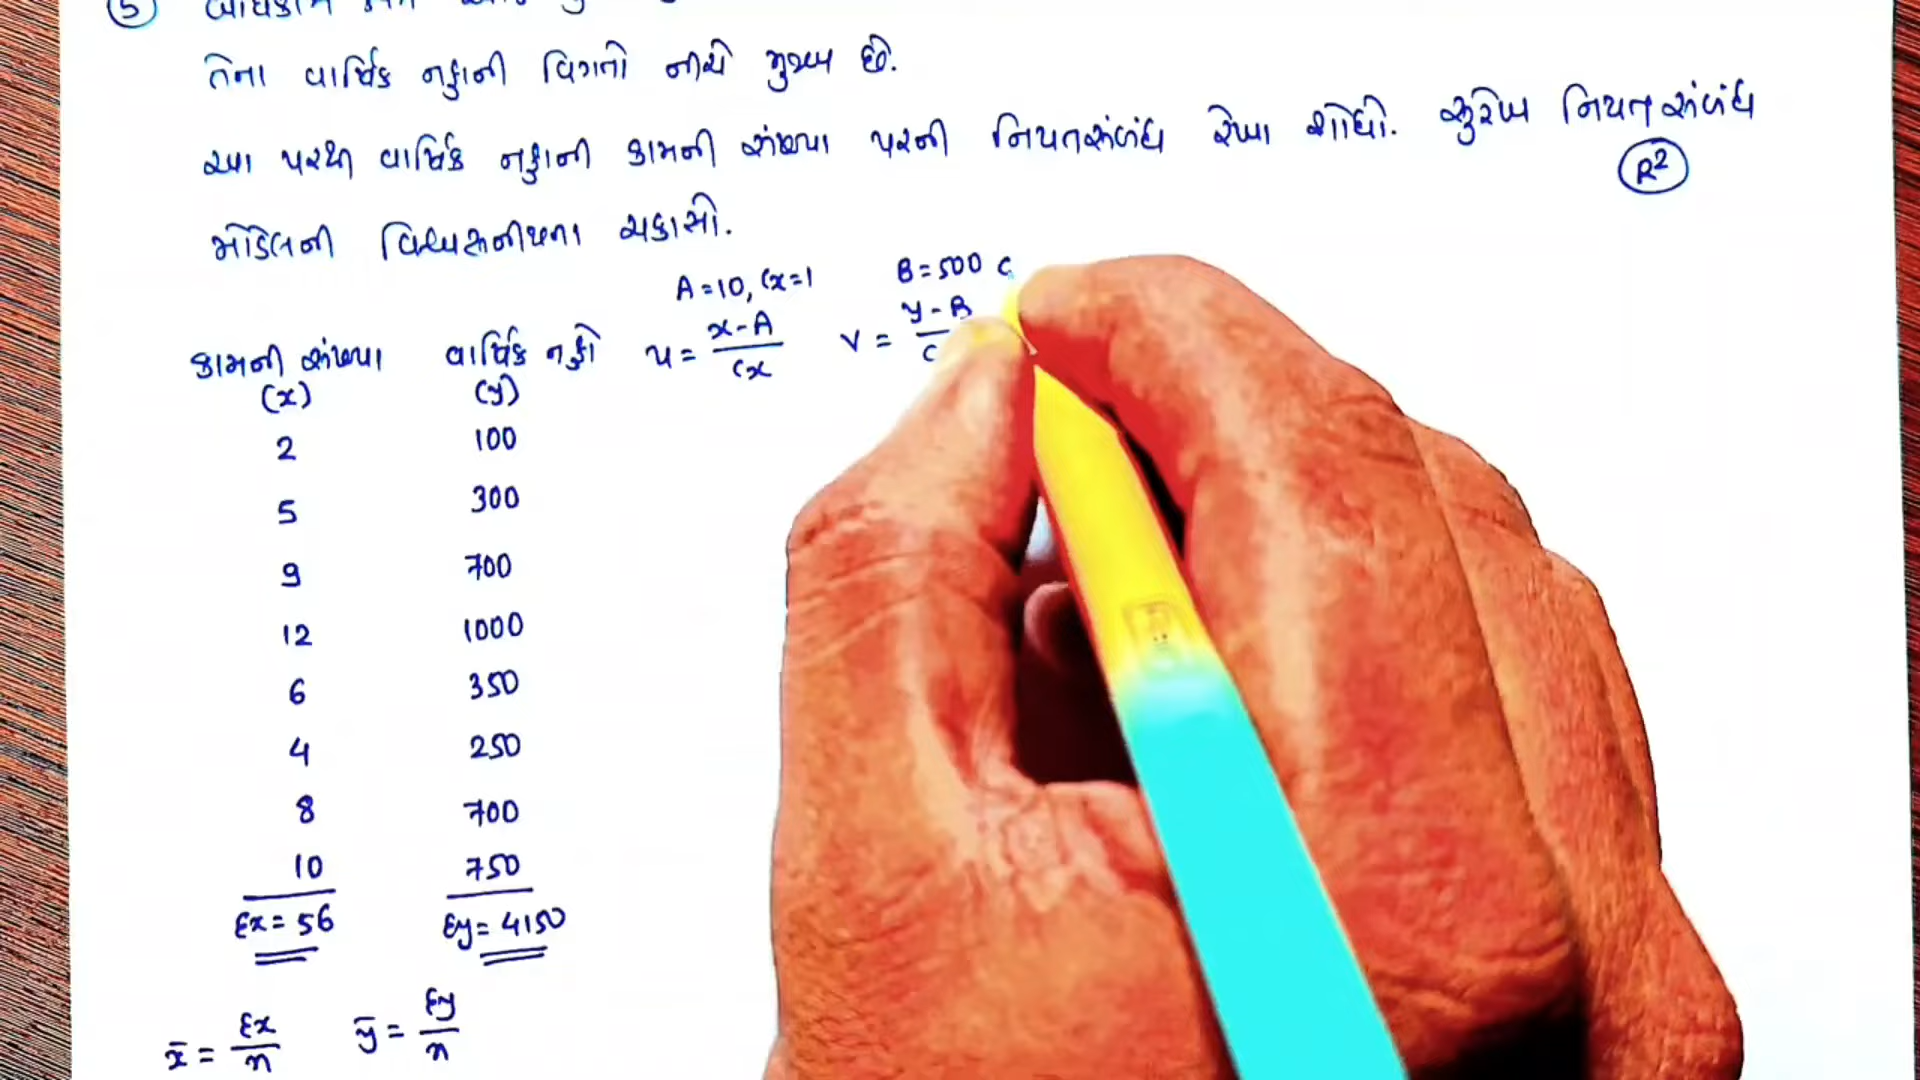 5
તેના વાર્ષિક નફાની વિગતો નીચે મુજબ છે.
આ પરથી વાર્ષિક નફાની કામની સંખ્યા પરની નિયતસંબંધ રેખા શોધો. સુરેખ નિયતસંબંધ
R²
મોડેલની વિશ્વસનીયતા ચકાસો.
A=10, Cx=1 B=500 C
કામની સંખ્યા વાર્ષિક નફો u = x-A / Cx v = y-B / C
(x) (y)
2 100
5 300
9 700
12 1000
6 350
4 250
8 700
10 750
Σx = 56 Σy = 4150
x̄ = Σx / n ȳ = Σy / n